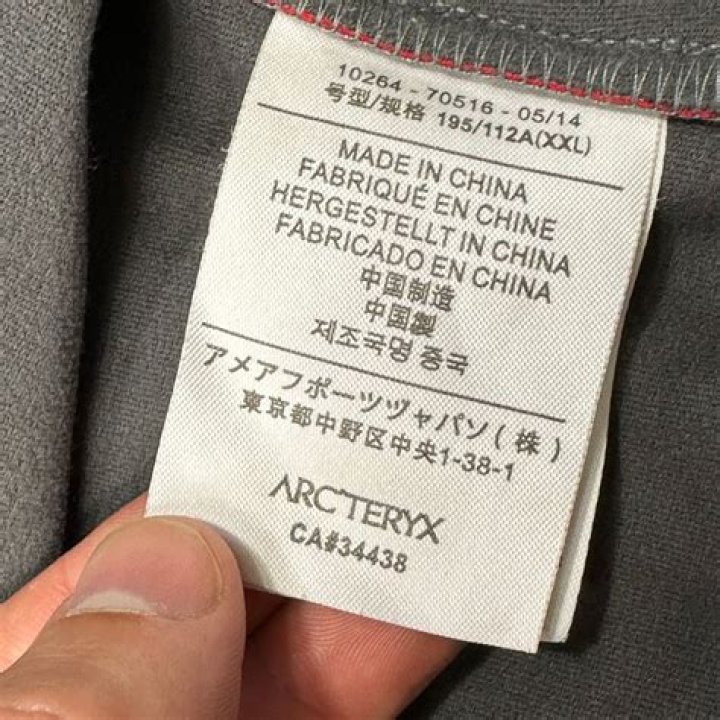 10264 - 70516 - 05/14
号型/规格 195/112A(XXL)
MADE IN CHINA
FABRIQUÉ EN CHINE
HERGESTELLT IN CHINA
FABRICADO EN CHINA
中国制造
中国製
제조국명 중국
アメアフポーツヅャパソ(株)
東京都中野区中央1-38-1
ARC'TERYX
CA#34438